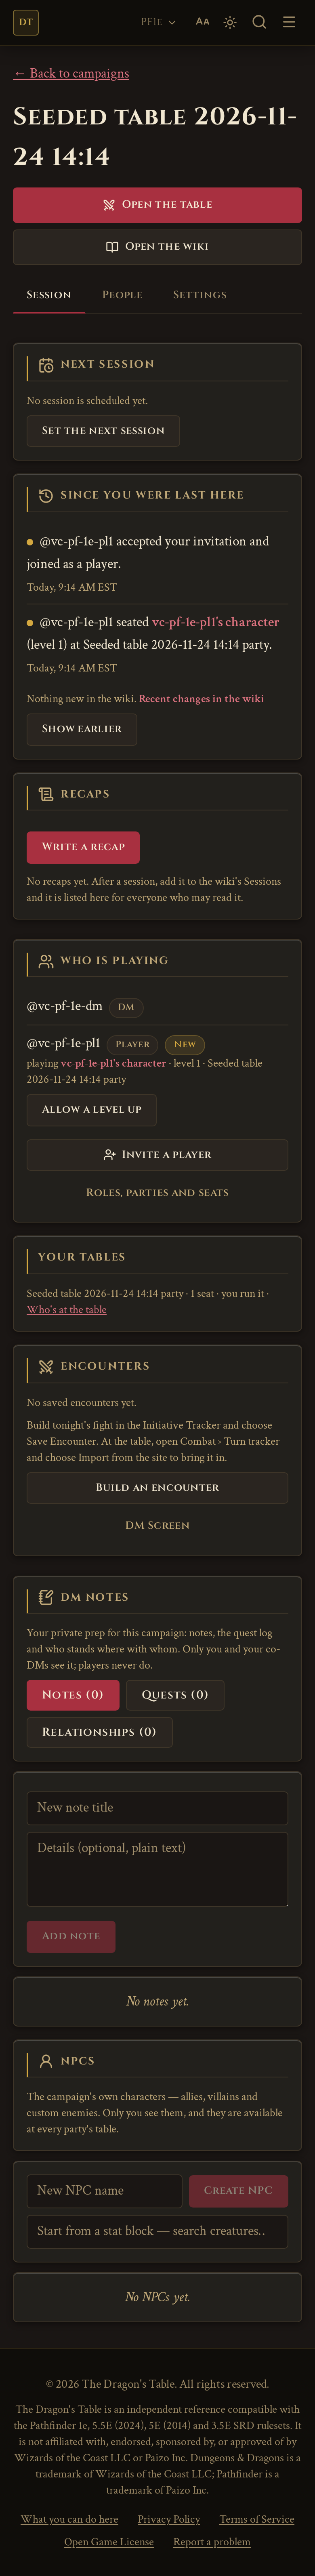 DT
PF1e
AA
← Back to campaigns
Seeded table 2026-11-
24 14:14
Open the table
Open the wiki
Session People Settings
Next session
No session is scheduled yet.
Set the next session
Since you were last here
@vc-pf-1e-pl1 accepted your invitation and
joined as a player.
Today, 9:14 AM EST
@vc-pf-1e-pl1 seated vc-pf-1e-pl1's character
(level 1) at Seeded table 2026-11-24 14:14 party.
Today, 9:14 AM EST
Nothing new in the wiki. Recent changes in the wiki
Show earlier
Recaps
Write a recap
No recaps yet. After a session, add it to the wiki's Sessions
and it is listed here for everyone who may read it.
Who is playing
@vc-pf-1e-dm DM
@vc-pf-1e-pl1 Player New
playing vc-pf-1e-pl1's character · level 1 · Seeded table
2026-11-24 14:14 party
Allow a level up
Invite a player
Roles, parties and seats
Your tables
Seeded table 2026-11-24 14:14 party · 1 seat · you run it ·
Who's at the table
Encounters
No saved encounters yet.
Build tonight's fight in the Initiative Tracker and choose
Save Encounter. At the table, open Combat › Turn tracker
and choose Import from the site to bring it in.
Build an encounter
DM Screen
DM Notes
Your private prep for this campaign: notes, the quest log
and who stands where with whom. Only you and your co-
DMs see it; players never do.
Notes (0) Quests (0)
Relationships (0)
New note title
Details (optional, plain text)
Add note
No notes yet.
NPCs
The campaign's own characters — allies, villains and
custom enemies. Only you see them, and they are available
at every party's table.
New NPC name Create NPC
Start from a stat block — search creatures..
No NPCs yet.
© 2026 The Dragon's Table. All rights reserved.
The Dragon's Table is an independent reference compatible with
the Pathfinder 1e, 5.5E (2024), 5E (2014) and 3.5E SRD rulesets. It
is not affiliated with, endorsed, sponsored by, or approved of by
Wizards of the Coast LLC or Paizo Inc. Dungeons & Dragons is a
trademark of Wizards of the Coast LLC; Pathfinder is a
trademark of Paizo Inc.
What you can do here Privacy Policy Terms of Service
Open Game License Report a problem